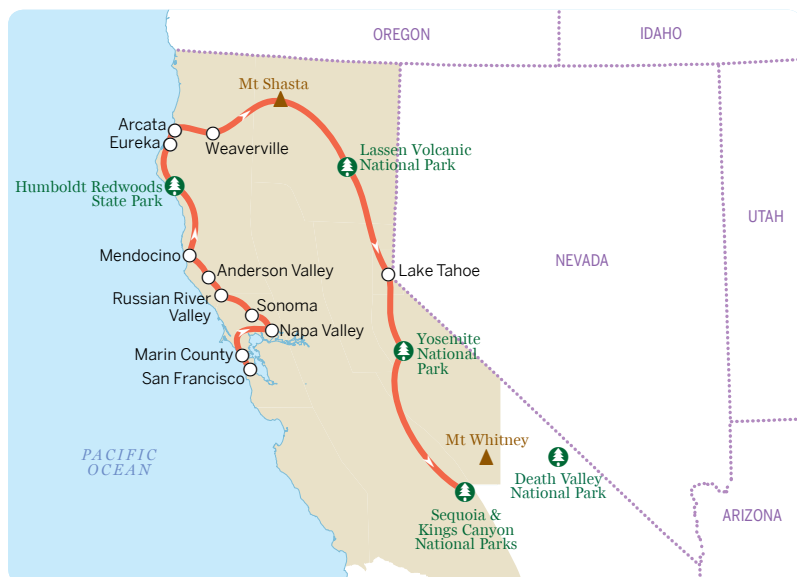 OREGON
IDAHO
Mt Shasta
Arcata
Eureka
Weaverville
Lassen Volcanic
National Park
Humboldt Redwoods
State Park
UTAH
Mendocino
Anderson Valley
Lake Tahoe
NEVADA
Russian River
Valley
Sonoma
Napa Valley
Yosemite
National
Park
Marin County
San Francisco
Mt Whitney
PACIFIC
OCEAN
Death Valley
National Park
Sequoia &
Kings Canyon
National Parks
ARIZONA